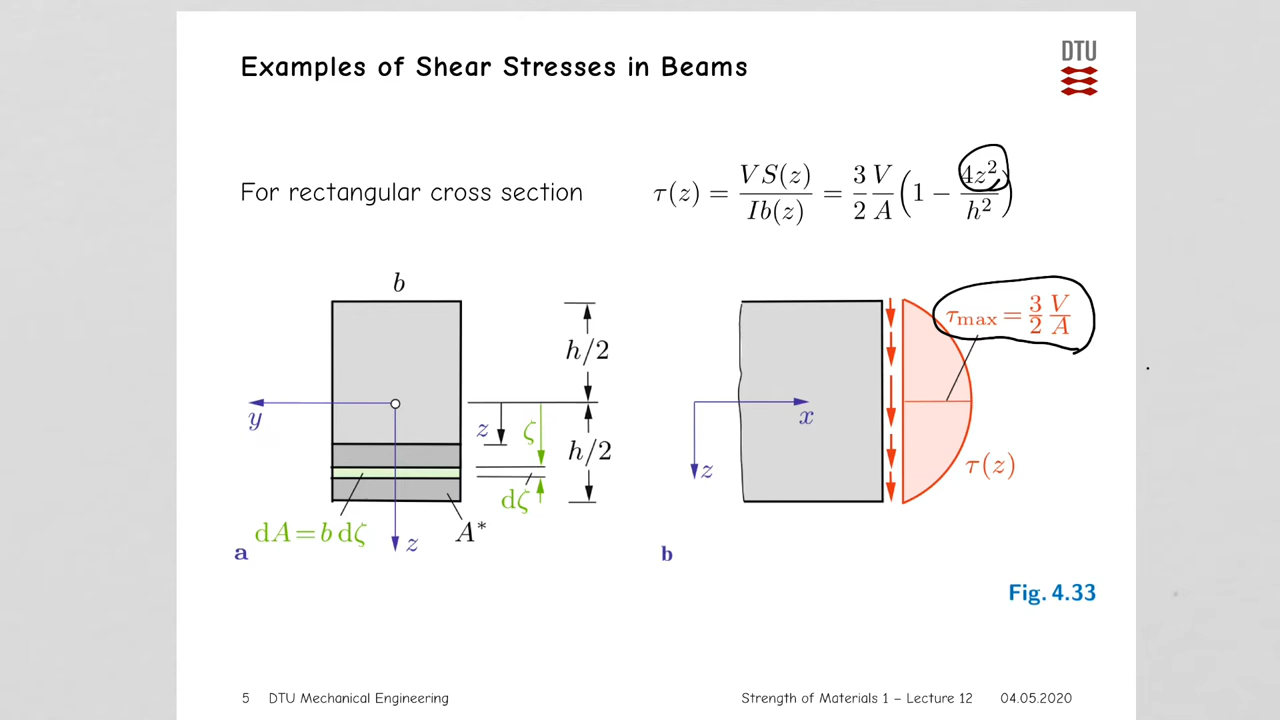 Examples of Shear Stresses in Beams
DTU
For rectangular cross section
τ(z) = VS(z)/Ib(z) = 3/2 V/A (1 − 4z²/h²)
b
h/2
h/2
y
z
ζ
dζ
dA = b dζ
A*
z
a
τmax = 3/2 V/A
x
z
τ(z)
b
Fig. 4.33
5 DTU Mechanical Engineering
Strength of Materials 1 – Lecture 12 04.05.2020